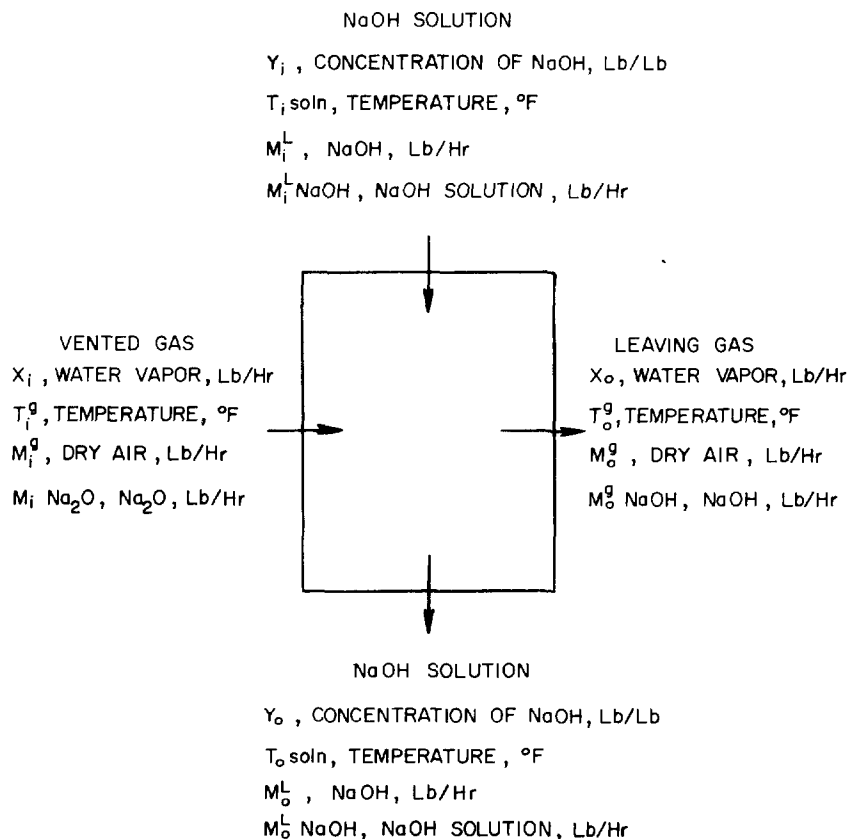 NaOH SOLUTION
Yᵢ , CONCENTRATION OF NaOH, Lb/Lb
Tᵢ soln, TEMPERATURE, °F
Mᵢᴸ , NaOH, Lb/Hr
MᵢᴸNaOH, NaOH SOLUTION, Lb/Hr
VENTED GAS
Xᵢ, WATER VAPOR, Lb/Hr
Tᵢᵍ, TEMPERATURE, °F
Mᵢᵍ, DRY AIR, Lb/Hr
Mᵢ Na₂O, Na₂O, Lb/Hr
LEAVING GAS
Xₒ, WATER VAPOR, Lb/Hr
Tₒᵍ, TEMPERATURE, °F
Mₒᵍ , DRY AIR, Lb/Hr
Mₒᵍ NaOH, NaOH, Lb/Hr
NaOH SOLUTION
Yₒ , CONCENTRATION OF NaOH, Lb/Lb
Tₒ soln, TEMPERATURE, °F
Mₒᴸ , NaOH, Lb/Hr
Mₒᴸ NaOH, NaOH SOLUTION, Lb/Hr